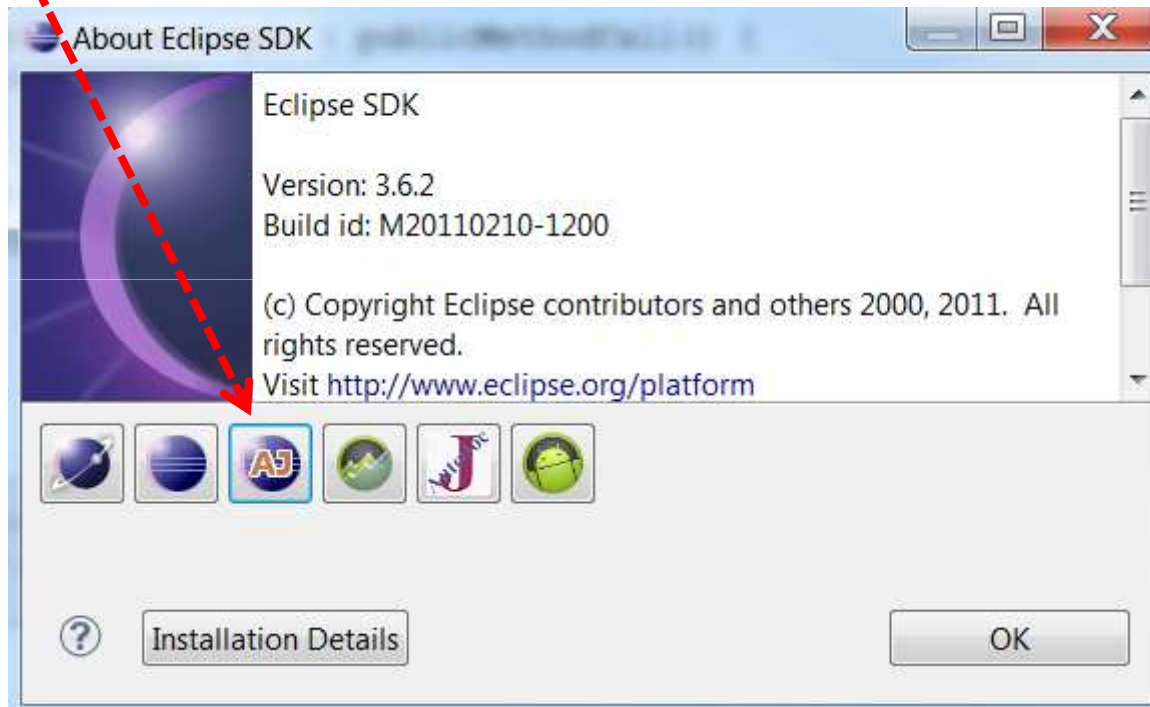 About Eclipse SDK
Eclipse SDK
Version: 3.6.2
Build id: M20110210-1200
(c) Copyright Eclipse contributors and others 2000, 2011.  All
rights reserved.
Visit http://www.eclipse.org/platform
AJ
J
?
Installation Details
OK